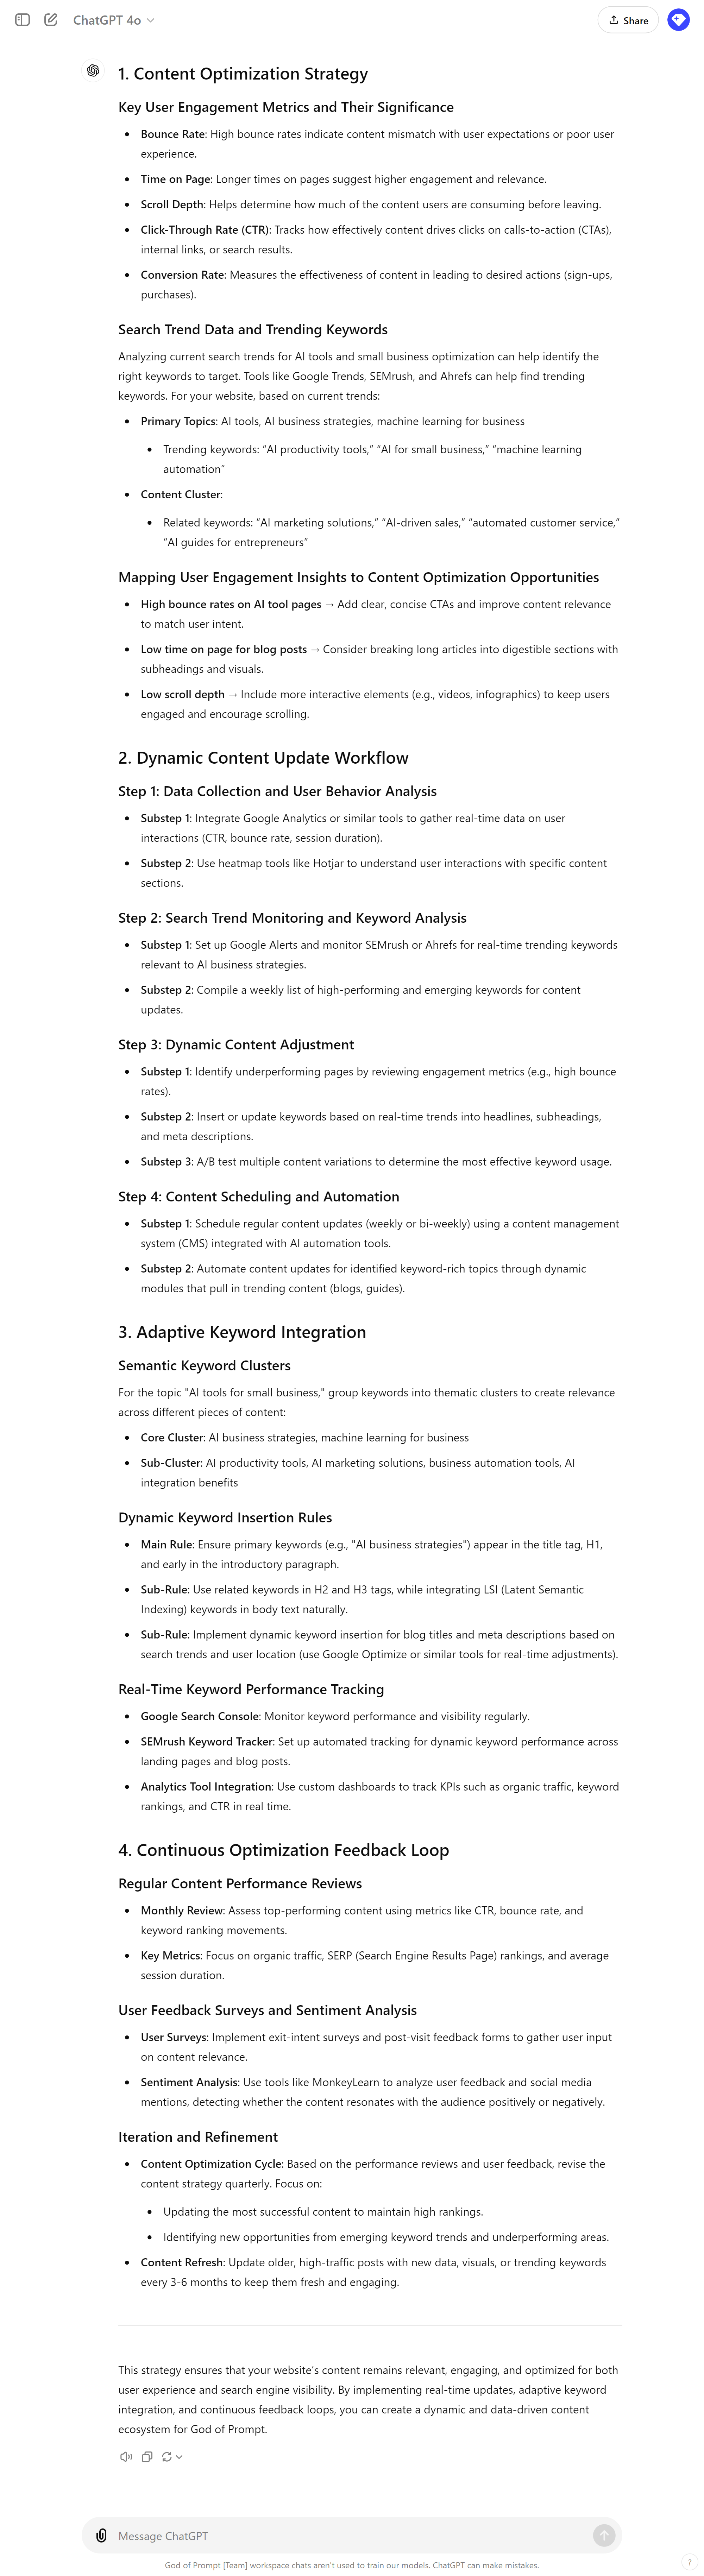 ChatGPT 4o
Share
1. Content Optimization Strategy
Key User Engagement Metrics and Their Significance
• Bounce Rate: High bounce rates indicate content mismatch with user expectations or poor user
experience.
• Time on Page: Longer times on pages suggest higher engagement and relevance.
• Scroll Depth: Helps determine how much of the content users are consuming before leaving.
• Click-Through Rate (CTR): Tracks how effectively content drives clicks on calls-to-action (CTAs),
internal links, or search results.
• Conversion Rate: Measures the effectiveness of content in leading to desired actions (sign-ups,
purchases).
Search Trend Data and Trending Keywords
Analyzing current search trends for AI tools and small business optimization can help identify the
right keywords to target. Tools like Google Trends, SEMrush, and Ahrefs can help find trending
keywords. For your website, based on current trends:
• Primary Topics: AI tools, AI business strategies, machine learning for business
• Trending keywords: “AI productivity tools,” “AI for small business,” “machine learning
automation”
• Content Cluster:
• Related keywords: “AI marketing solutions,” “AI-driven sales,” “automated customer service,”
“AI guides for entrepreneurs”
Mapping User Engagement Insights to Content Optimization Opportunities
• High bounce rates on AI tool pages → Add clear, concise CTAs and improve content relevance
to match user intent.
• Low time on page for blog posts → Consider breaking long articles into digestible sections with
subheadings and visuals.
• Low scroll depth → Include more interactive elements (e.g., videos, infographics) to keep users
engaged and encourage scrolling.
2. Dynamic Content Update Workflow
Step 1: Data Collection and User Behavior Analysis
• Substep 1: Integrate Google Analytics or similar tools to gather real-time data on user
interactions (CTR, bounce rate, session duration).
• Substep 2: Use heatmap tools like Hotjar to understand user interactions with specific content
sections.
Step 2: Search Trend Monitoring and Keyword Analysis
• Substep 1: Set up Google Alerts and monitor SEMrush or Ahrefs for real-time trending keywords
relevant to AI business strategies.
• Substep 2: Compile a weekly list of high-performing and emerging keywords for content
updates.
Step 3: Dynamic Content Adjustment
• Substep 1: Identify underperforming pages by reviewing engagement metrics (e.g., high bounce
rates).
• Substep 2: Insert or update keywords based on real-time trends into headlines, subheadings,
and meta descriptions.
• Substep 3: A/B test multiple content variations to determine the most effective keyword usage.
Step 4: Content Scheduling and Automation
• Substep 1: Schedule regular content updates (weekly or bi-weekly) using a content management
system (CMS) integrated with AI automation tools.
• Substep 2: Automate content updates for identified keyword-rich topics through dynamic
modules that pull in trending content (blogs, guides).
3. Adaptive Keyword Integration
Semantic Keyword Clusters
For the topic "AI tools for small business," group keywords into thematic clusters to create relevance
across different pieces of content:
• Core Cluster: AI business strategies, machine learning for business
• Sub-Cluster: AI productivity tools, AI marketing solutions, business automation tools, AI
integration benefits
Dynamic Keyword Insertion Rules
• Main Rule: Ensure primary keywords (e.g., "AI business strategies") appear in the title tag, H1,
and early in the introductory paragraph.
• Sub-Rule: Use related keywords in H2 and H3 tags, while integrating LSI (Latent Semantic
Indexing) keywords in body text naturally.
• Sub-Rule: Implement dynamic keyword insertion for blog titles and meta descriptions based on
search trends and user location (use Google Optimize or similar tools for real-time adjustments).
Real-Time Keyword Performance Tracking
• Google Search Console: Monitor keyword performance and visibility regularly.
• SEMrush Keyword Tracker: Set up automated tracking for dynamic keyword performance across
landing pages and blog posts.
• Analytics Tool Integration: Use custom dashboards to track KPIs such as organic traffic, keyword
rankings, and CTR in real time.
4. Continuous Optimization Feedback Loop
Regular Content Performance Reviews
• Monthly Review: Assess top-performing content using metrics like CTR, bounce rate, and
keyword ranking movements.
• Key Metrics: Focus on organic traffic, SERP (Search Engine Results Page) rankings, and average
session duration.
User Feedback Surveys and Sentiment Analysis
• User Surveys: Implement exit-intent surveys and post-visit feedback forms to gather user input
on content relevance.
• Sentiment Analysis: Use tools like MonkeyLearn to analyze user feedback and social media
mentions, detecting whether the content resonates with the audience positively or negatively.
Iteration and Refinement
• Content Optimization Cycle: Based on the performance reviews and user feedback, revise the
content strategy quarterly. Focus on:
• Updating the most successful content to maintain high rankings.
• Identifying new opportunities from emerging keyword trends and underperforming areas.
• Content Refresh: Update older, high-traffic posts with new data, visuals, or trending keywords
every 3-6 months to keep them fresh and engaging.
This strategy ensures that your website's content remains relevant, engaging, and optimized for both
user experience and search engine visibility. By implementing real-time updates, adaptive keyword
integration, and continuous feedback loops, you can create a dynamic and data-driven content
ecosystem for God of Prompt.
Message ChatGPT
God of Prompt [Team] workspace chats aren't used to train our models. ChatGPT can make mistakes.
?